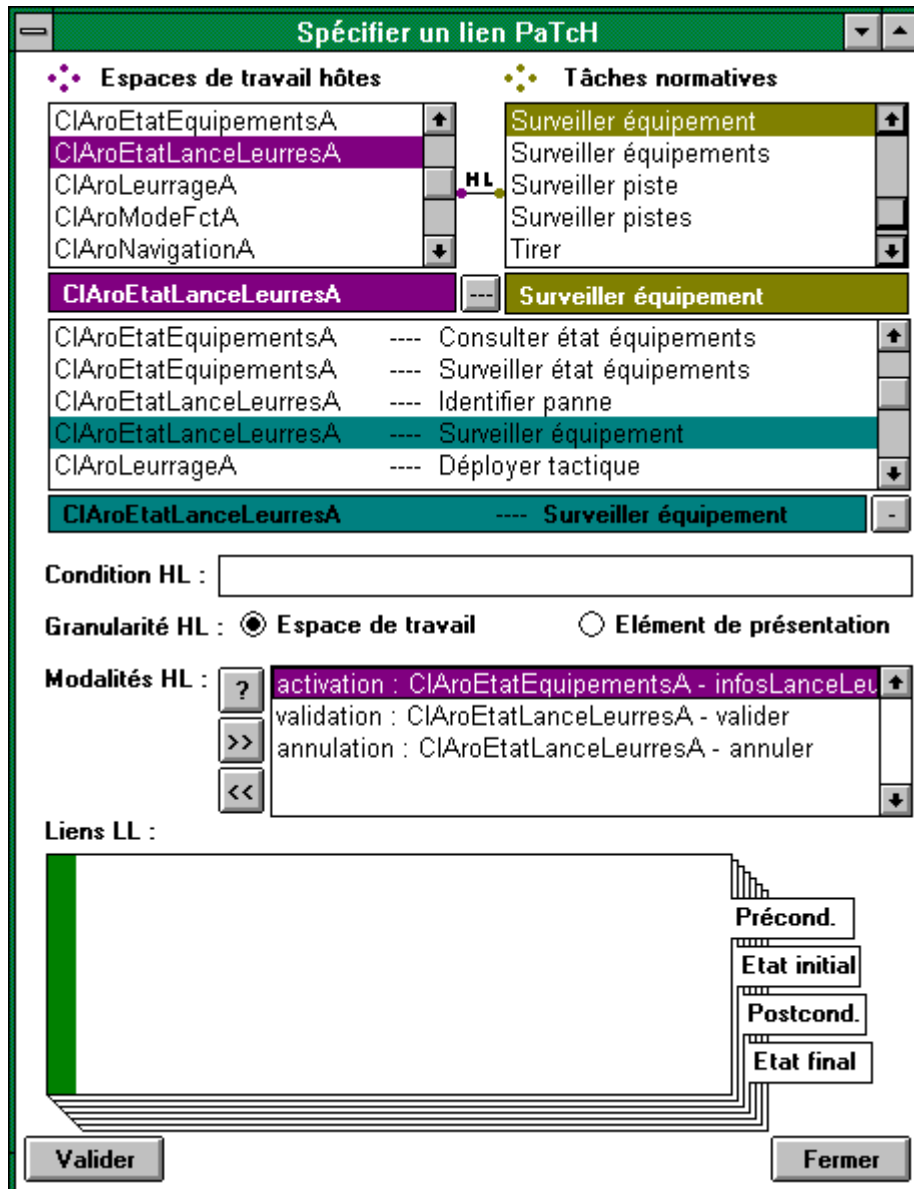 Spécifier un lien PaTcH
Espaces de travail hôtes
Tâches normatives
ClAroEtatEquipementsA
ClAroEtatLanceLeurresA
ClAroLeurrageA
ClAroModeFctA
ClAroNavigationA
HL
Surveiller équipement
Surveiller équipements
Surveiller piste
Surveiller pistes
Tirer
ClAroEtatLanceLeurresA --- Surveiller équipement
ClAroEtatEquipementsA ---- Consulter état équipements
ClAroEtatEquipementsA ---- Surveiller état équipements
ClAroEtatLanceLeurresA ---- Identifier panne
ClAroEtatLanceLeurresA ---- Surveiller équipement
ClAroLeurrageA ---- Déployer tactique
ClAroEtatLanceLeurresA ---- Surveiller équipement -
Condition HL :
Granularité HL : Espace de travail Elément de présentation
Modalités HL : ? activation : ClAroEtatEquipementsA - infosLanceLeu
validation : ClAroEtatLanceLeurresA - valider
>> annulation : ClAroEtatLanceLeurresA - annuler
<<
Liens LL :
Précond.
Etat initial
Postcond.
Etat final
Valider Fermer